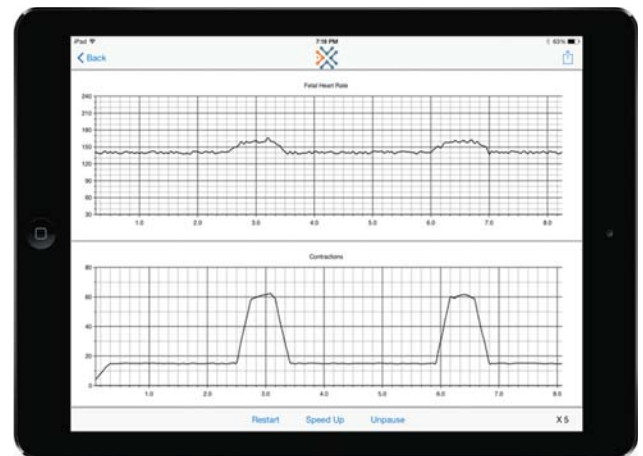 iPad 7:19 PM 63%
Back
Fetal Heart Rate
240
210
180
150
120
90
60
30
1.0 2.0 3.0 4.0 5.0 6.0 7.0 8.0
Contractions
80
60
40
20
0
1.0 2.0 3.0 4.0 5.0 6.0 7.0 8.0
Restart Speed Up Unpause X 5